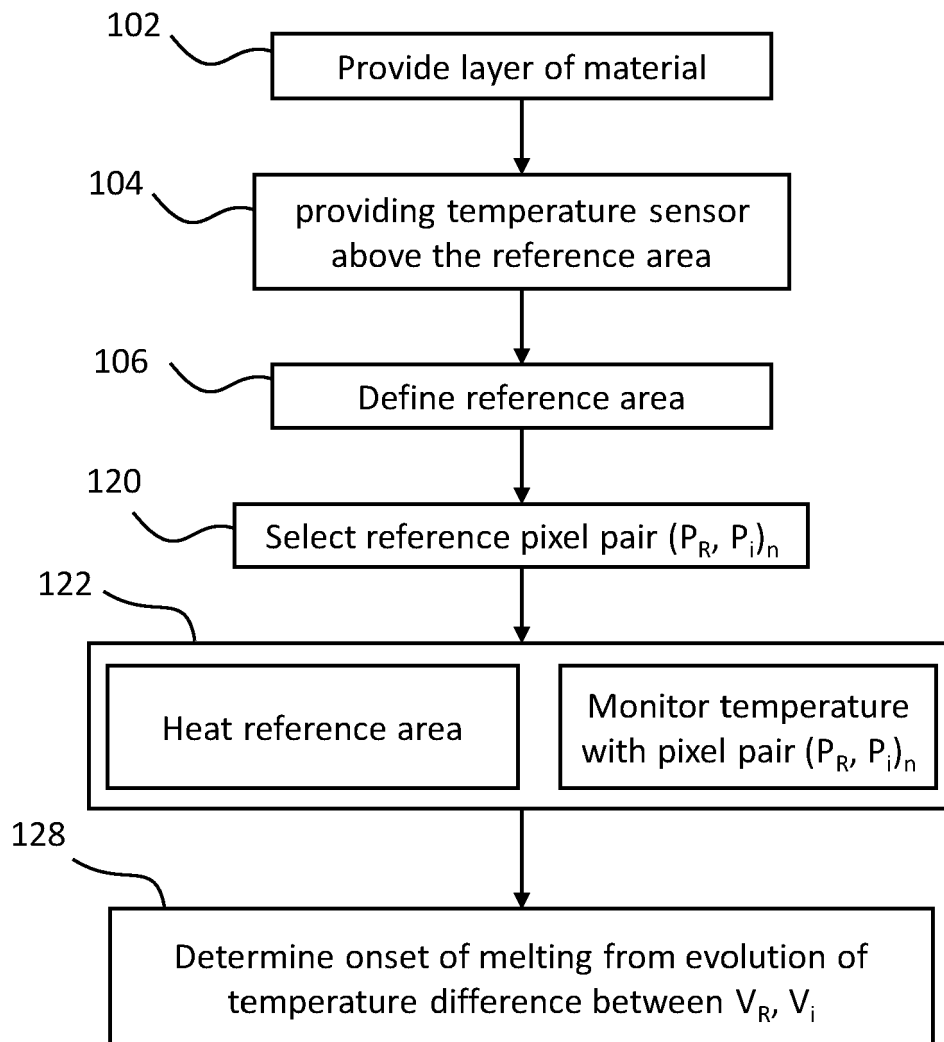 102
Provide layer of material
104
providing temperature sensor
above the reference area
106
Define reference area
120
Select reference pixel pair (P_R, P_i)_n
122
Heat reference area
Monitor temperature
with pixel pair (P_R, P_i)_n
128
Determine onset of melting from evolution of
temperature difference between V_R, V_i